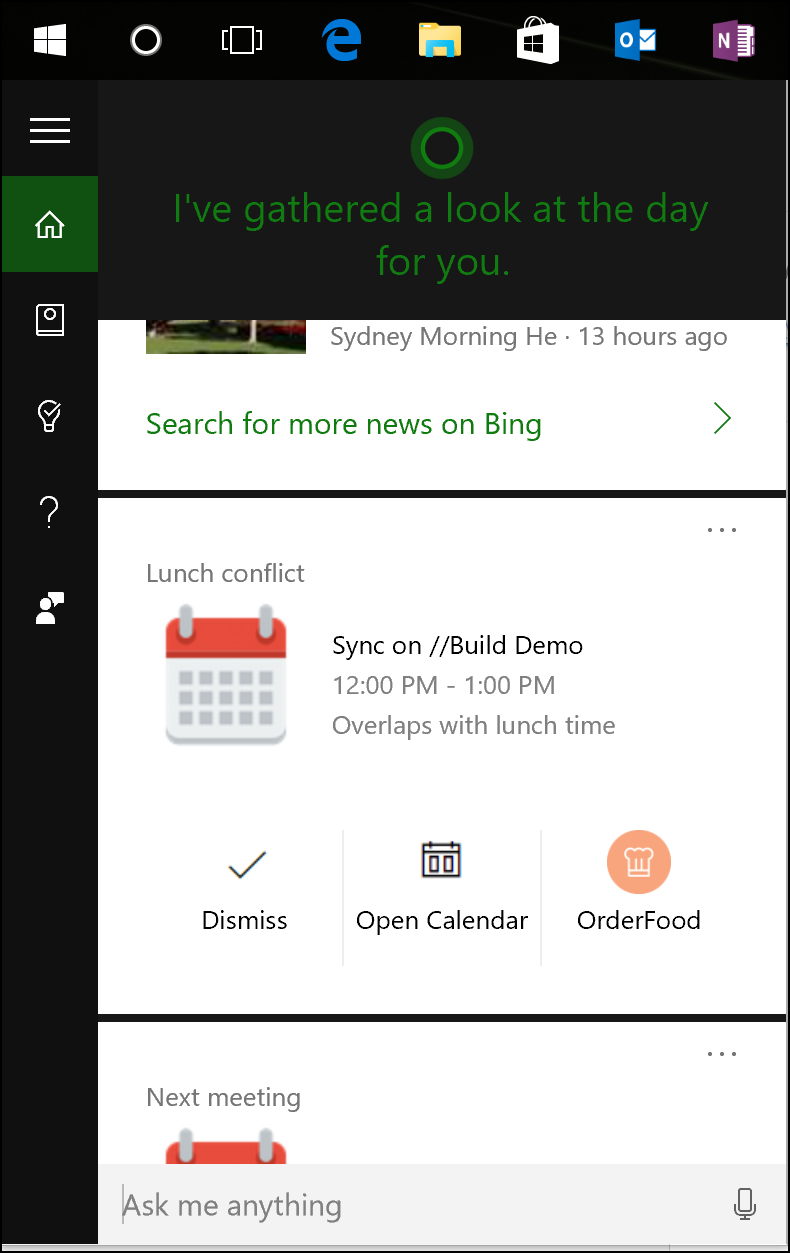 I've gathered a look at the day
for you.
Sydney Morning He · 13 hours ago
Search for more news on Bing
Lunch conflict
Sync on //Build Demo
12:00 PM - 1:00 PM
Overlaps with lunch time
Dismiss
Open Calendar
OrderFood
Next meeting
Ask me anything